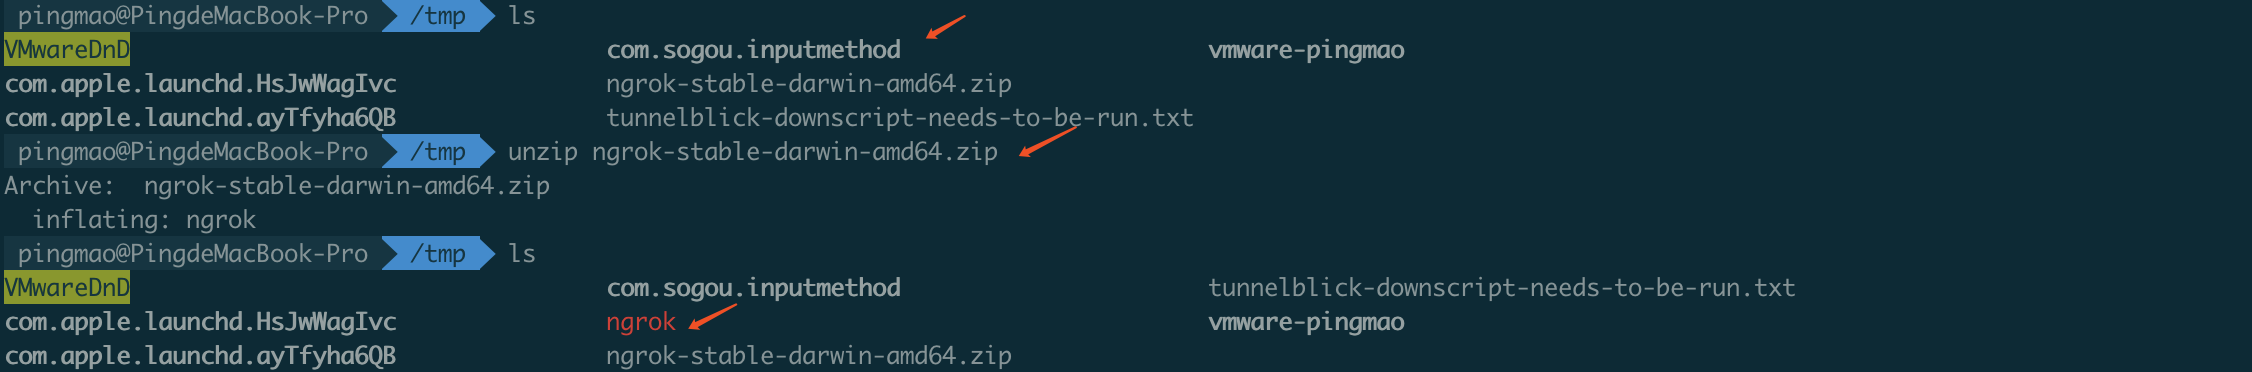 pingmao@PingdeMacBook-Pro /tmp ls
VMwareDnD com.sogou.inputmethod vmware-pingmao
com.apple.launchd.HsJwWagIvc ngrok-stable-darwin-amd64.zip
com.apple.launchd.ayTfyha6QB tunnelblick-downscript-needs-to-be-run.txt
pingmao@PingdeMacBook-Pro /tmp unzip ngrok-stable-darwin-amd64.zip
Archive:  ngrok-stable-darwin-amd64.zip
  inflating: ngrok
pingmao@PingdeMacBook-Pro /tmp ls
VMwareDnD com.sogou.inputmethod tunnelblick-downscript-needs-to-be-run.txt
com.apple.launchd.HsJwWagIvc ngrok vmware-pingmao
com.apple.launchd.ayTfyha6QB ngrok-stable-darwin-amd64.zip